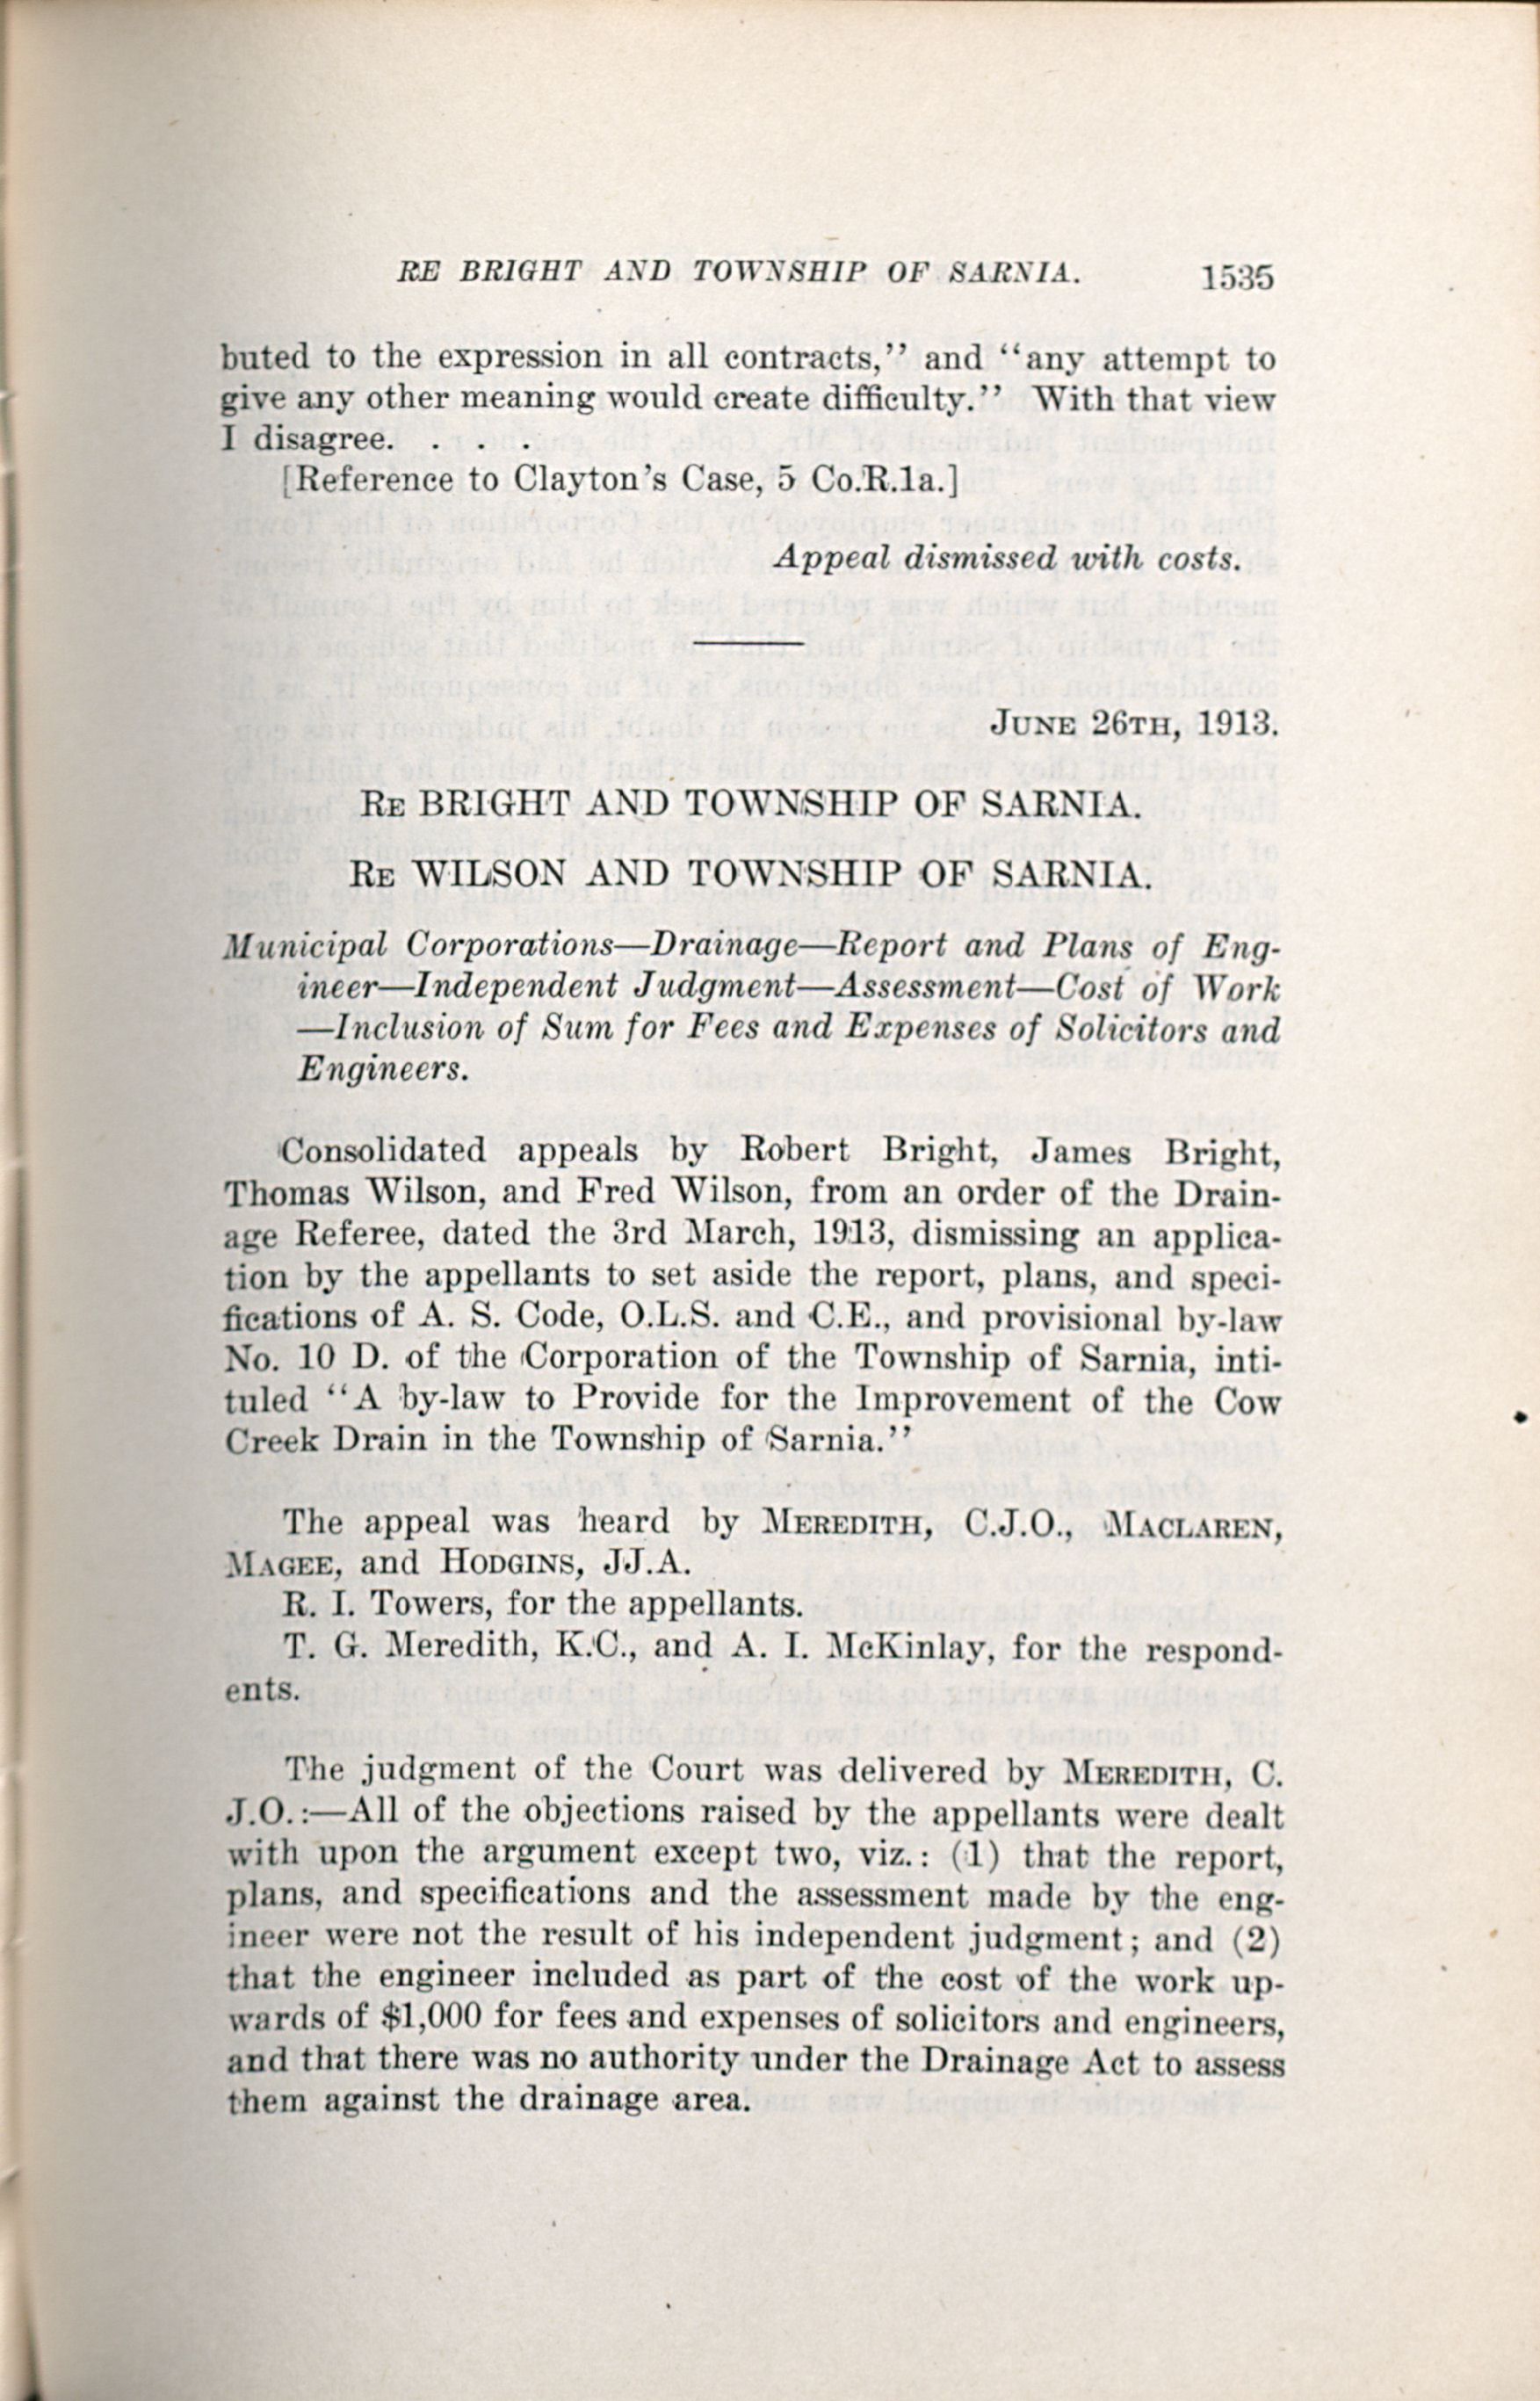 RE BRIGHT AND TOWNSHIP OF SARNIA. 1535
buted to the expression in all contracts,'' and ''any attempt to
give any other meaning would create difficulty.'' With that view
I disagree. . . .
[Reference to Clayton's Case, 5 Co.R.1a.]
Appeal dismissed with costs.
JUNE 26TH, 1913.
RE BRIGHT AND TOWNSHIP OF SARNIA.
RE WILSON AND TOWNSHIP OF SARNIA.
Municipal Corporations—Drainage—Report and Plans of Eng-
ineer—Independent Judgment—Assessment—Cost of Work
—Inclusion of Sum for Fees and Expenses of Solicitors and
Engineers.
Consolidated appeals by Robert Bright, James Bright,
Thomas Wilson, and Fred Wilson, from an order of the Drain-
age Referee, dated the 3rd March, 1913, dismissing an applica-
tion by the appellants to set aside the report, plans, and speci-
fications of A. S. Code, O.L.S. and C.E., and provisional by-law
No. 10 D. of the Corporation of the Township of Sarnia, inti-
tuled ''A by-law to Provide for the Improvement of the Cow
Creek Drain in the Township of Sarnia.''
The appeal was heard by MEREDITH, C.J.O., MACLAREN,
MAGEE, and HODGINS, JJ.A.
R. I. Towers, for the appellants.
T. G. Meredith, K.C., and A. I. McKinlay, for the respond-
ents.
The judgment of the Court was delivered by MEREDITH, C.
J.O.:—All of the objections raised by the appellants were dealt
with upon the argument except two, viz.: (1) that the report,
plans, and specifications and the assessment made by the eng-
ineer were not the result of his independent judgment; and (2)
that the engineer included as part of the cost of the work up-
wards of $1,000 for fees and expenses of solicitors and engineers,
and that there was no authority under the Drainage Act to assess
them against the drainage area.